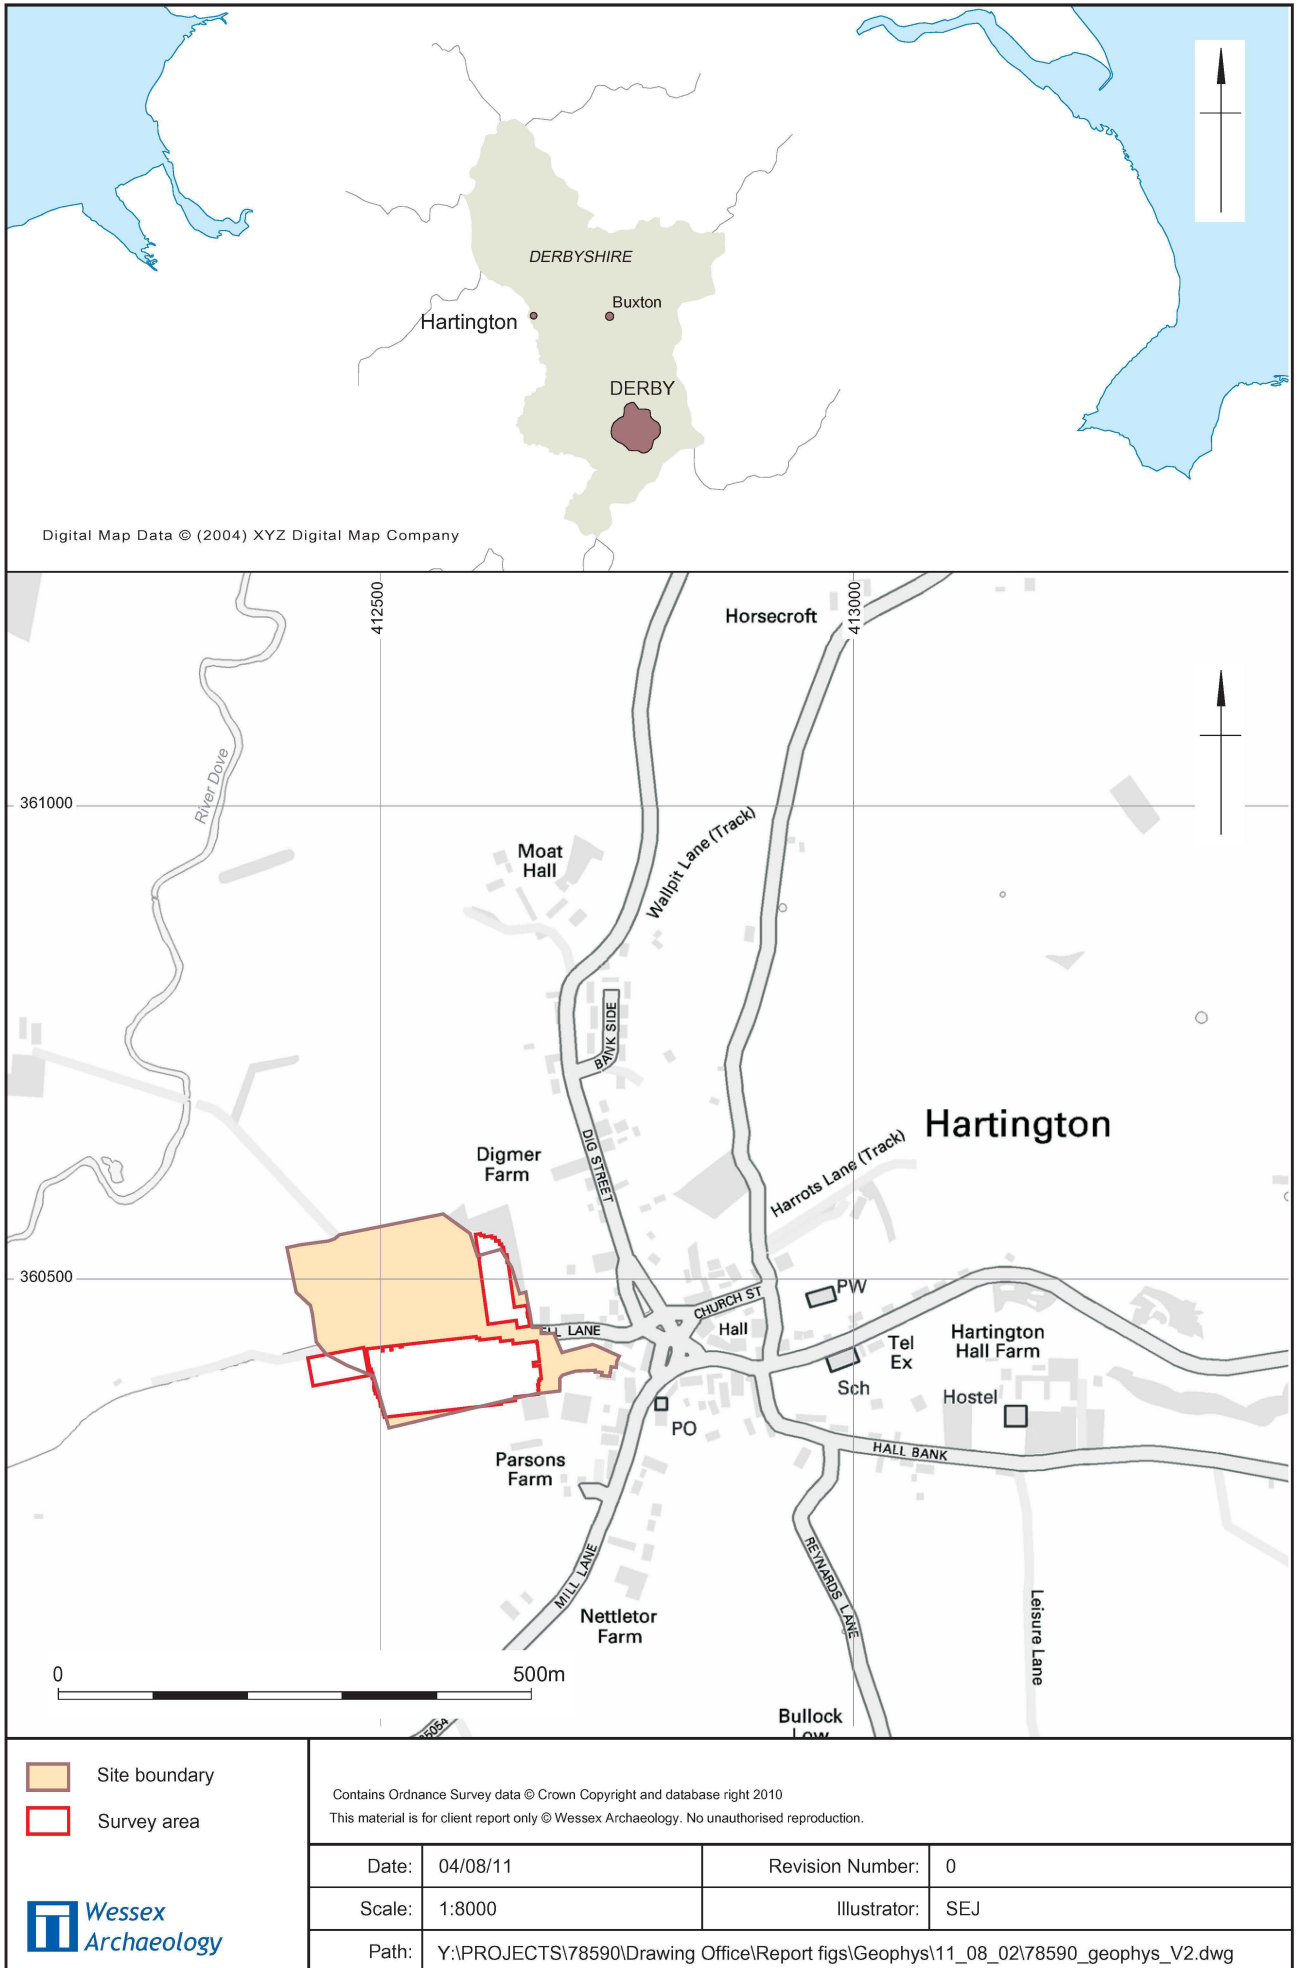 DERBYSHIRE
Buxton
Hartington
DERBY
Digital Map Data © (2004) XYZ Digital Map Company
412500
413000
Horsecroft
River Dove
361000
Moat
Hall
Wallpit Lane (Track)
BANK SIDE
Hartington
DIG STREET
Digmer
Farm
Harrots Lane (Track)
360500
PW
CHURCH ST
LANE
Hall
Tel
Ex
Hartington
Hall Farm
Sch
Hostel
PO
HALL BANK
Parsons
Farm
MILL LANE
REYNARDS LANE
Leisure Lane
Nettletor
Farm
0 500m
Bullock
Low
Site boundary
Survey area
Contains Ordnance Survey data © Crown Copyright and database right 2010
This material is for client report only © Wessex Archaeology. No unauthorised reproduction.
Date: 04/08/11 Revision Number: 0
Scale: 1:8000 Illustrator: SEJ
Path: Y:\PROJECTS\78590\Drawing Office\Report figs\Geophys\11_08_02\78590_geophys_V2.dwg
Wessex
Archaeology